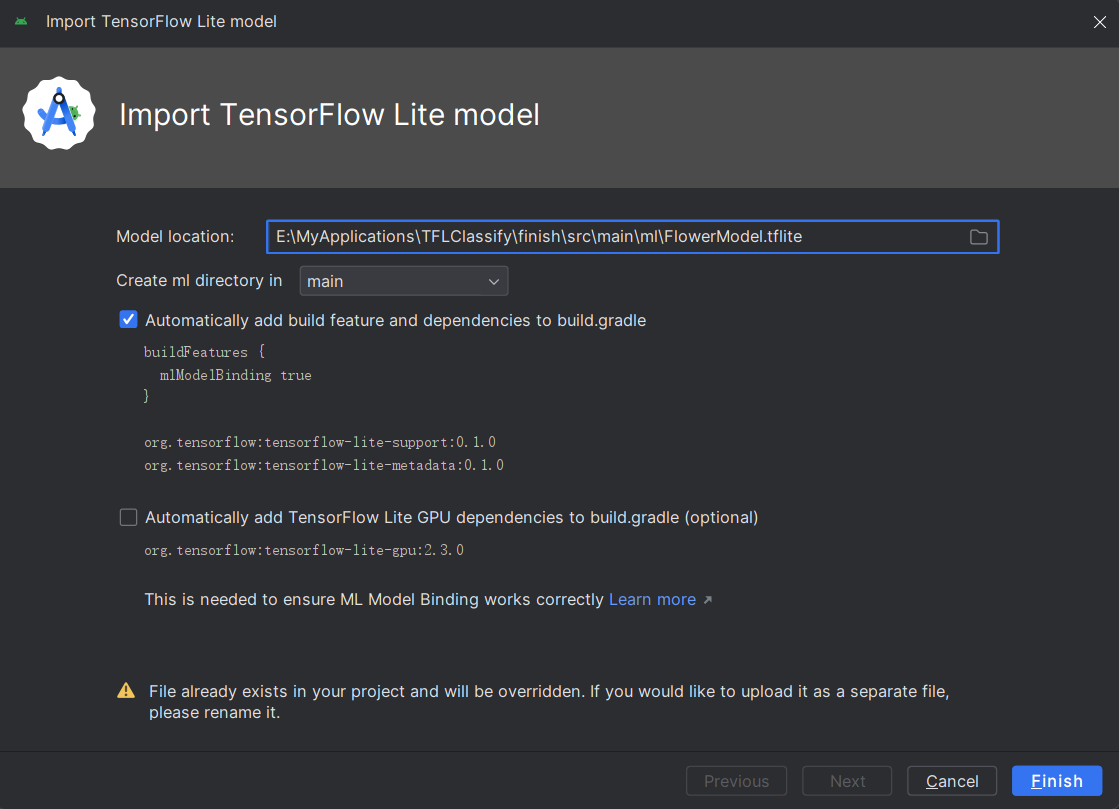 Import TensorFlow Lite model
Import TensorFlow Lite model
Model location: E:\MyApplications\TFLClassify\finish\src\main\ml\FlowerModel.tflite
Create ml directory in main
Automatically add build feature and dependencies to build.gradle
buildFeatures {
  mlModelBinding true
}
org.tensorflow:tensorflow-lite-support:0.1.0
org.tensorflow:tensorflow-lite-metadata:0.1.0
Automatically add TensorFlow Lite GPU dependencies to build.gradle (optional)
org.tensorflow:tensorflow-lite-gpu:2.3.0
This is needed to ensure ML Model Binding works correctly Learn more ↗
File already exists in your project and will be overridden. If you would like to upload it as a separate file,
please rename it.
Previous Next Cancel Finish